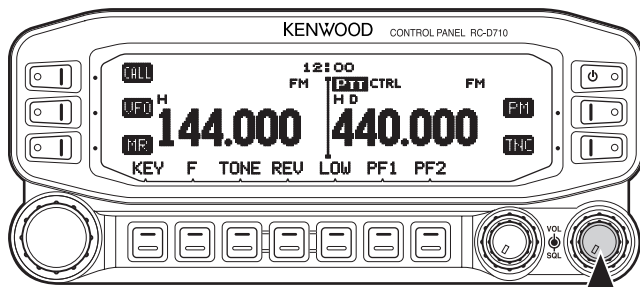 KENWOOD CONTROL PANEL RC-D710
CALL 12:00
FM PTT CTRL FM
VFO H H D PM
MR 144.000 440.000 TNC
KEY F TONE REV LOW PF1 PF2
VOL
SQL